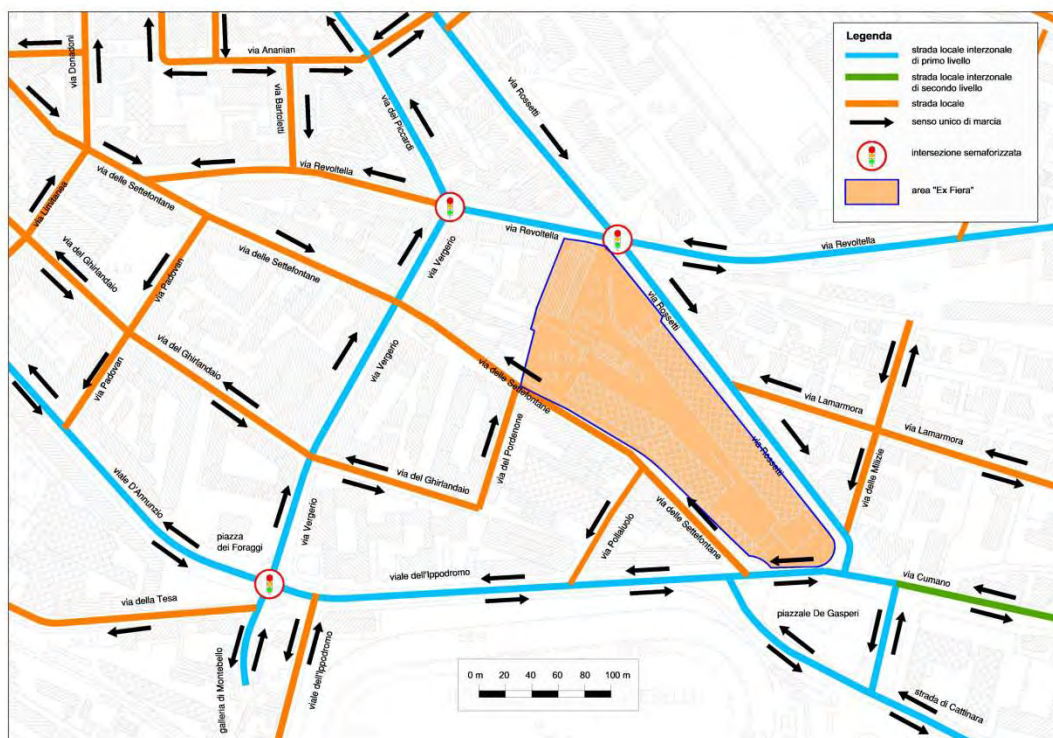 Legenda
strada locale interzonale
di primo livello
strada locale interzonale
di secondo livello
strada locale
senso unico di marcia
intersezione semaforizzata
area "Ex Fiera"
via Donadoni
via Ananian
via Bartoletti
via dei Piccardi
via Rossetti
via Revoltella
via delle Settefontane
via Limitanea
via del Ghirlandaio
via Padovan
via delle Settefontane
via Revoltella
via Revoltella
via Vergerio
via Padovan
via del Ghirlandaio
via Vergerio
via Rossetti
via delle Settefontane
via Lamarmora
via Lamarmora
via del Pordenone
via Rossetti
via delle Milizie
via del Ghirlandaio
viale D'Annunzio
via Vergerio
piazza
dei Foraggi
via Pollaiuolo
via delle Settefontane
viale dell'Ippodromo
via Cumano
via della Tesa
piazzale De Gasperi
galleria di Montebello
viale dell'Ippodromo
strada di Cattinara
0 m 20 40 60 80 100 m